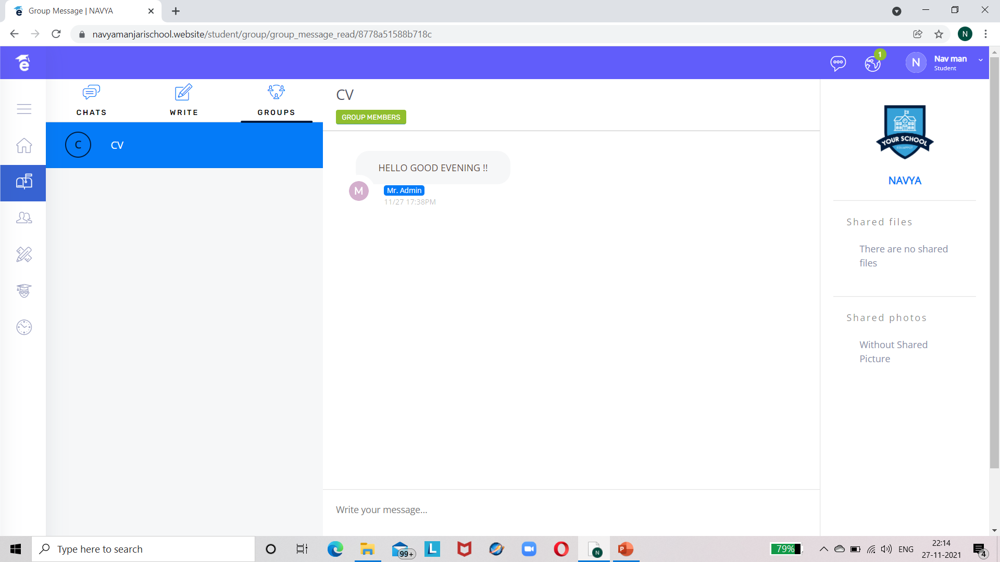 Group Message | NAVYA
navyamanjarischool.website/student/group/group_message_read/8778a51588b718c
N
e
1
N
Nav man
Student
CHATS
WRITE
GROUPS
C
CV
CV
GROUP MEMBERS
HELLO GOOD EVENING !!
M
Mr. Admin
11/27 17:38PM
Write your message...
YOUR SCHOOL
EDUAPPGT
NAVYA
Shared files
There are no shared
files
Shared photos
Without Shared
Picture
Type here to search
99+
L
N
P
79%
ENG
22:14
27-11-2021
4